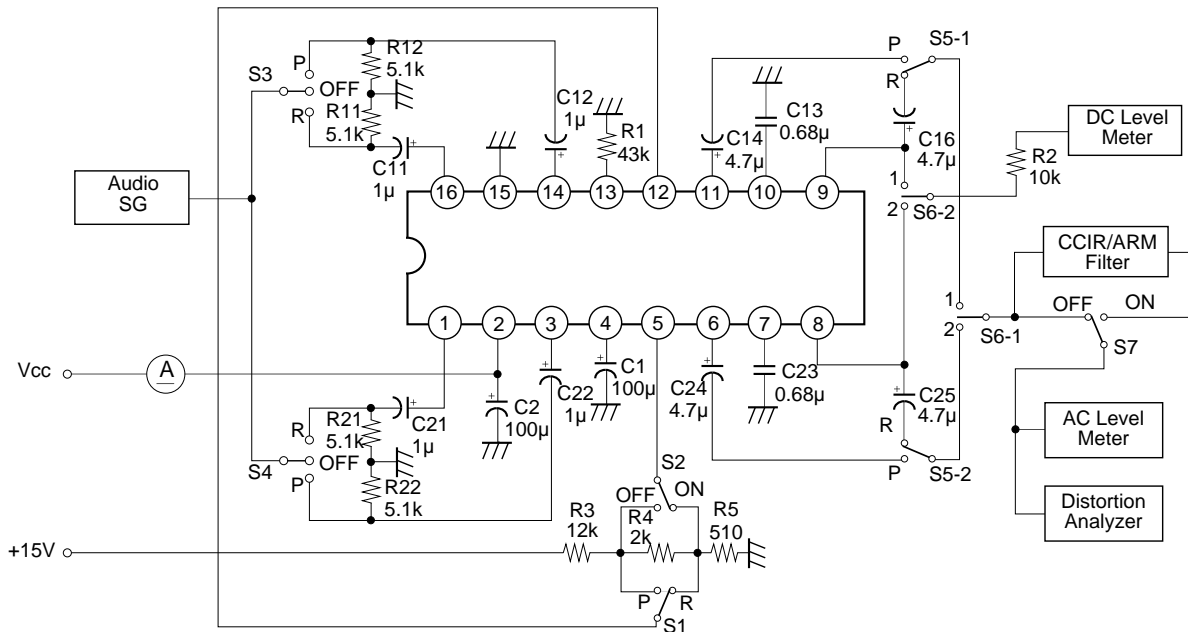 P
S3
OFF
R
R12
5.1k
R11
5.1k
C11
1µ
C12
1µ
R1
43k
C14
4.7µ
C13
0.68µ
P
S5-1
R
C16
4.7µ
DC Level
Meter
R2
10k
Audio
SG
16
15
14
13
12
11
10
9
1
2
S6-2
CCIR/ARM
Filter
1
2
S6-1
OFF
ON
S7
1
2
3
4
5
6
7
8
Vcc
A
R
S4
OFF
P
R21
5.1k
R22
5.1k
C21
1µ
C2
100µ
C22
1µ
C1
100µ
C24
4.7µ
C23
0.68µ
C25
4.7µ
R
P
S5-2
AC Level
Meter
Distortion
Analyzer
S2
OFF
ON
+15V
R3
12k
R4
2k
R5
510
P
R
S1